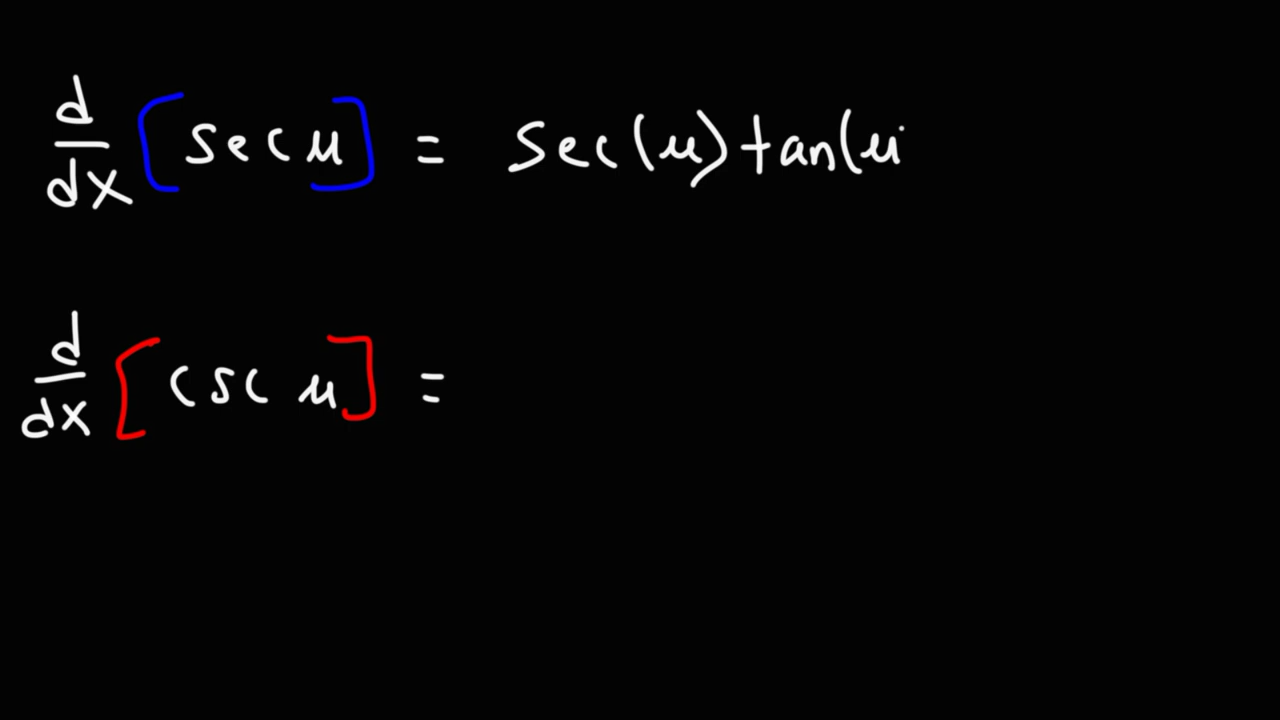 d/dx [sec u] = sec(u) tan(u
d/dx [csc u] =